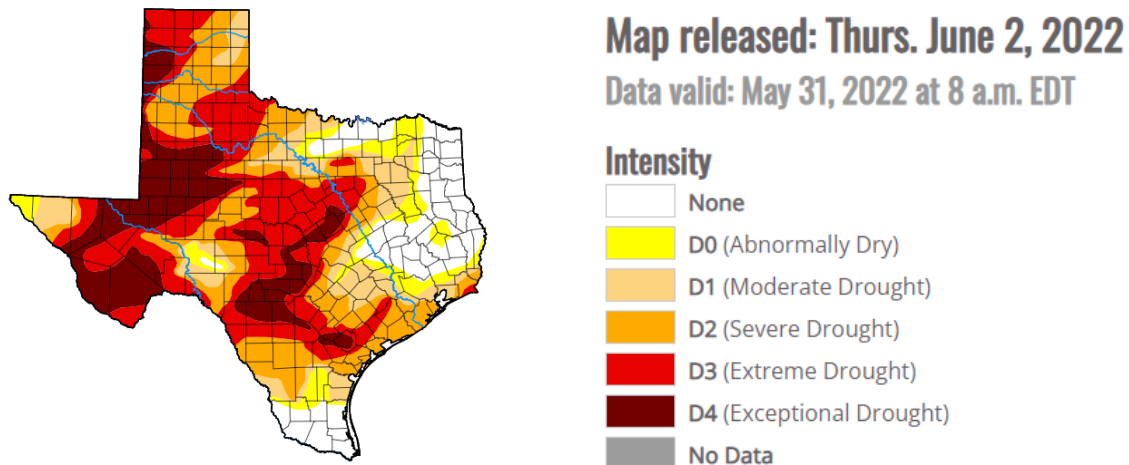 Map released: Thurs. June 2, 2022
Data valid: May 31, 2022 at 8 a.m. EDT
Intensity
None
D0 (Abnormally Dry)
D1 (Moderate Drought)
D2 (Severe Drought)
D3 (Extreme Drought)
D4 (Exceptional Drought)
No Data